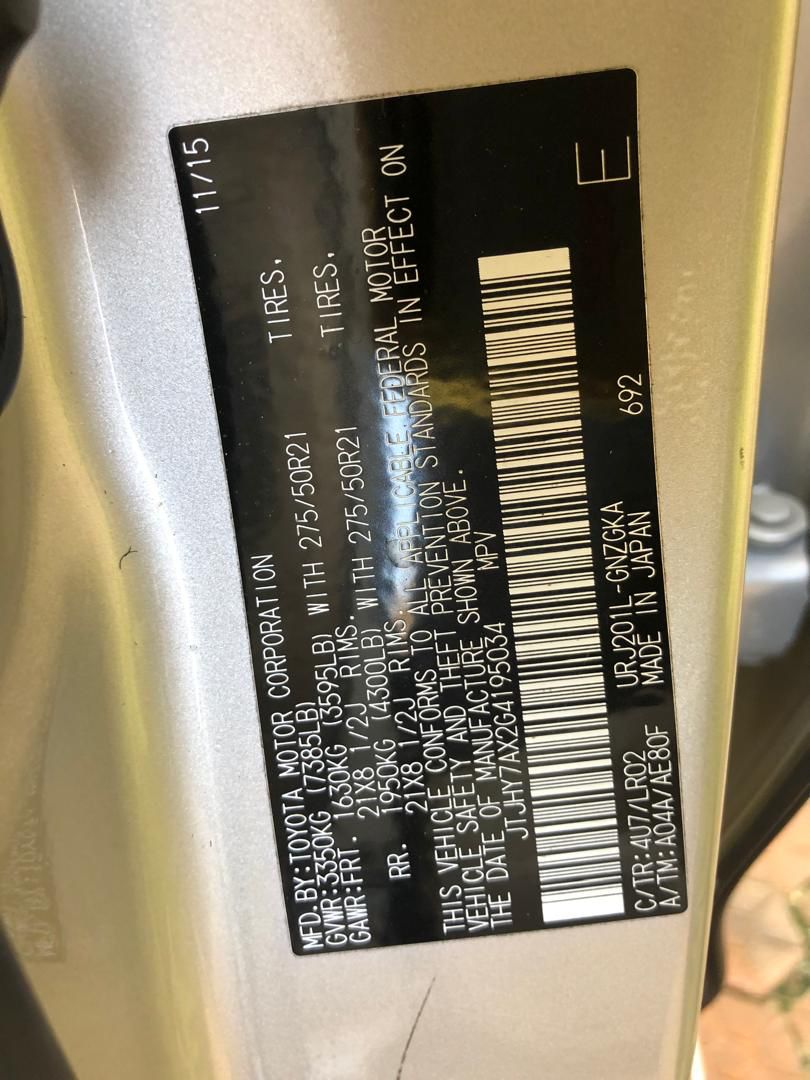 11/15
MFD.BY:TOYOTA MOTOR CORPORATION
GVWR:3350KG (7385LB)
GAWR:FRT. 1630KG (3595LB) WITH 275/50R21 TIRES,
21X8 1/2J RIMS.
RR. 1950KG (4300LB) WITH 275/50R21 TIRES,
21X8 1/2J RIMS.
THIS VEHICLE CONFORMS TO ALL APPLICABLE FEDERAL MOTOR
VEHICLE SAFETY AND THEFT PREVENTION STANDARDS IN EFFECT ON
THE DATE OF MANUFACTURE SHOWN ABOVE.
JTJHY7AX2G4195034 MPV
E
C/TR:4U7/LR02 URJ201L-GNZGKA 692
A/TM:A04A/AE80F MADE IN JAPAN